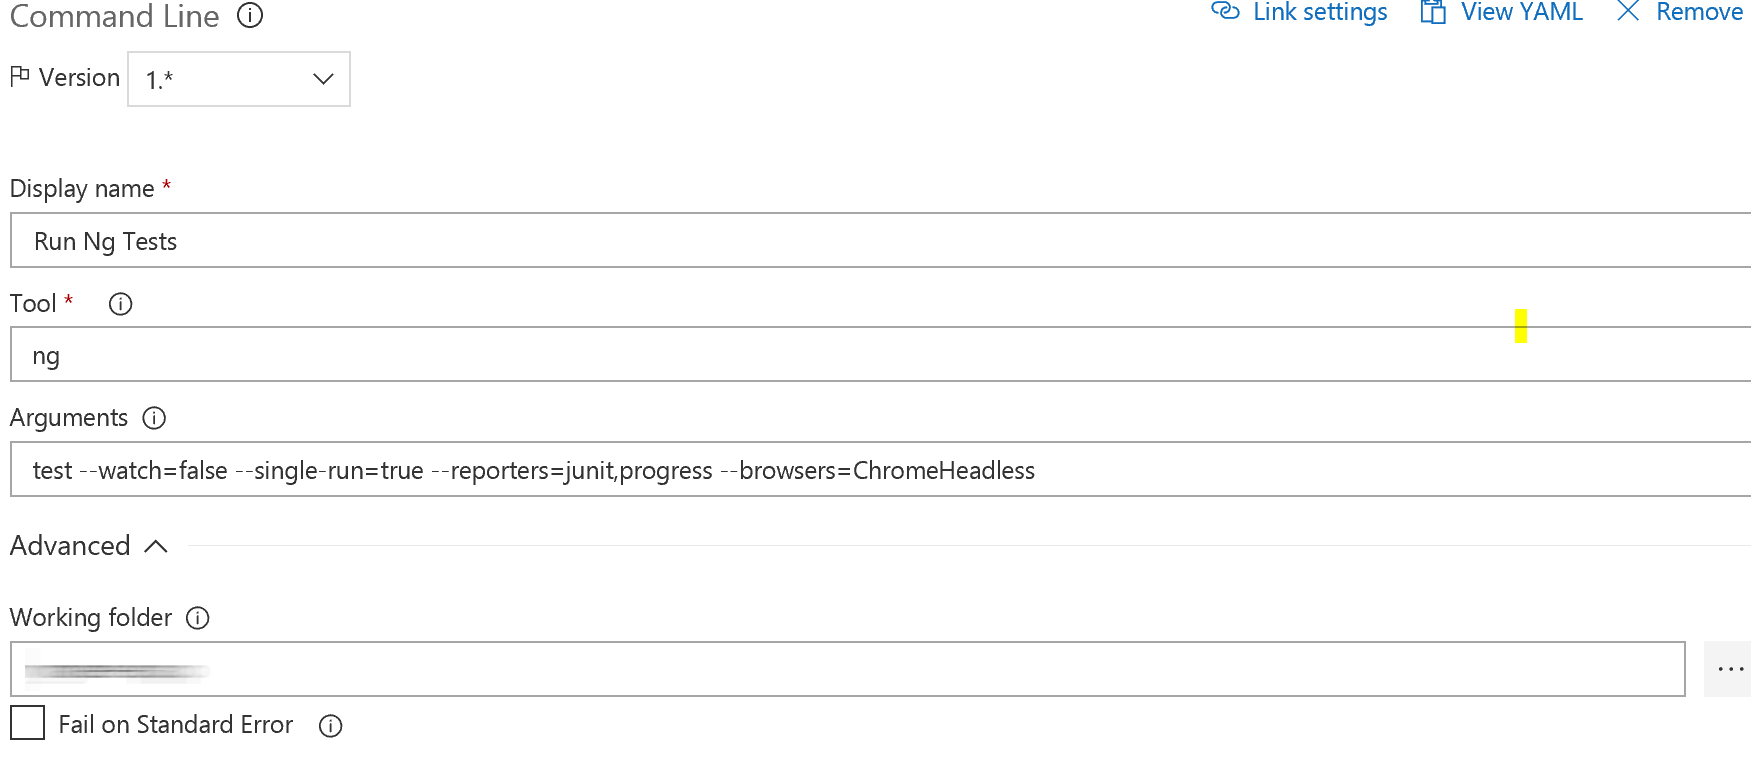 Command Line
Link settings View YAML Remove
Version 1.*
Display name *
Run Ng Tests
Tool *
ng
Arguments
test --watch=false --single-run=true --reporters=junit,progress --browsers=ChromeHeadless
Advanced
Working folder
...
Fail on Standard Error